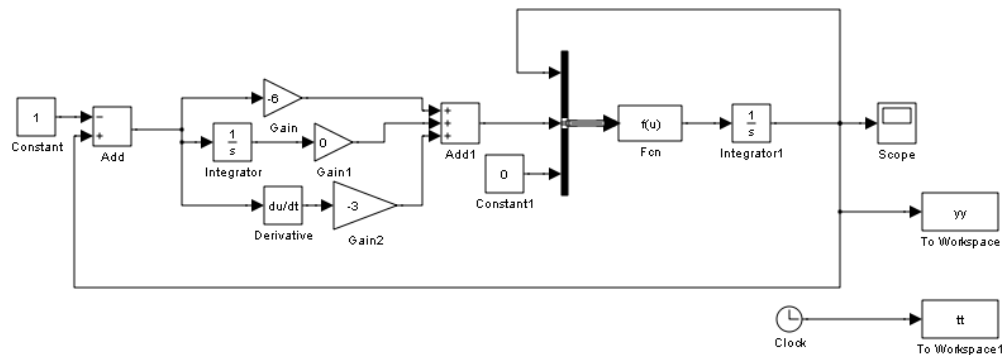 1
Constant
−
+
Add
-6
Gain
1
s
Integrator
0
Gain1
du/dt
Derivative
-3
Gain2
+
+
+
Add1
0
Constant1
f(u)
Fcn
1
s
Integrator1
Scope
yy
To Workspace
Clock
tt
To Workspace1